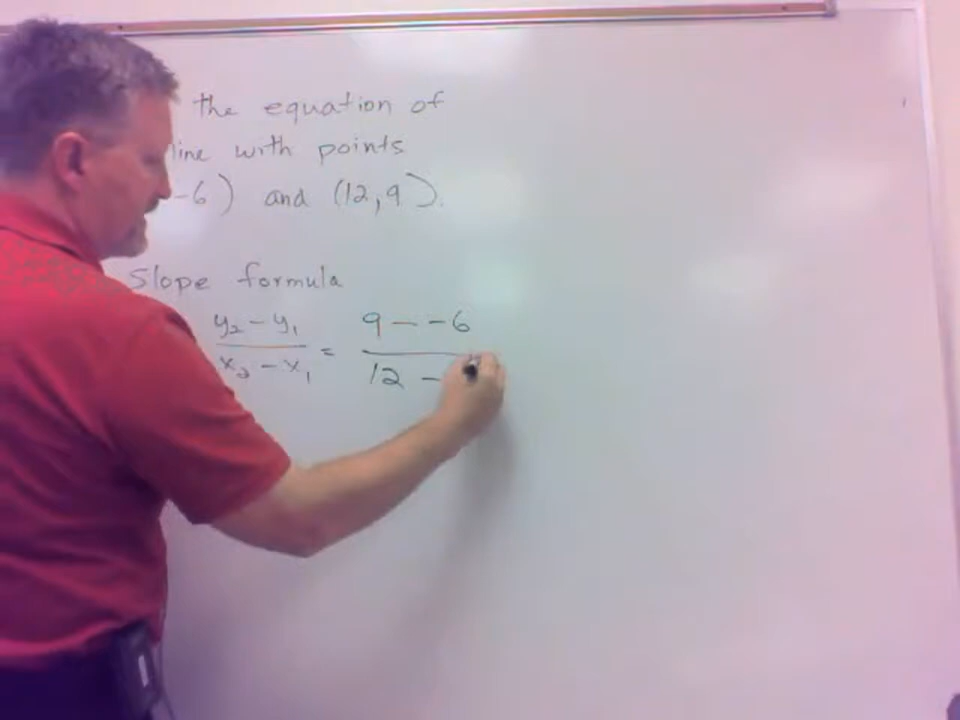 the equation of
line with points
-6) and (12,9).
Slope formula
y₂ - y₁ 9 - -6
=
x₂ - x₁ 12 -